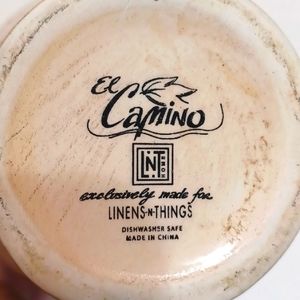 El
Camino
LNT
exclusively made for
LINENS-N-THINGS
DISHWASHER SAFE
MADE IN CHINA